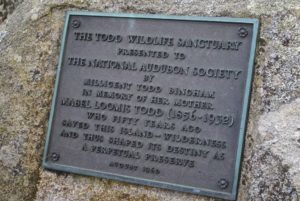 THE TODD WILDLIFE SANCTUARY
PRESENTED TO
THE NATIONAL AUDUBON SOCIETY
BY
MILLICENT TODD BINGHAM
IN MEMORY OF HER MOTHER
MABEL LOOMIS TODD (1856-1932)
WHO FIFTY YEARS AGO
SAVED THIS ISLAND-WILDERNESS
AND THUS SHAPED ITS DESTINY AS
A PERPETUAL PRESERVE
AUGUST 1960